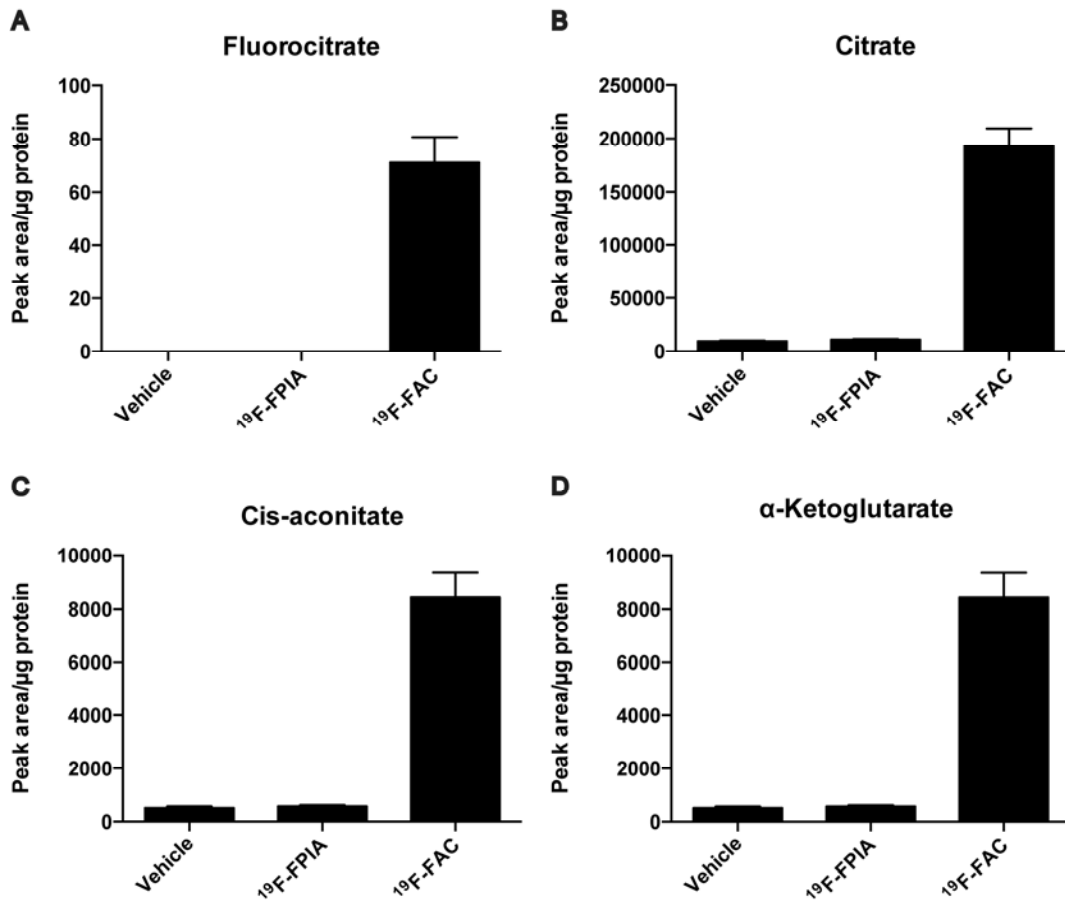 A
Fluorocitrate
Peak area/µg protein
100
80
60
40
20
0
Vehicle
¹⁹F-FPIA
¹⁹F-FAC
B
Citrate
Peak area/µg protein
250000
200000
150000
100000
50000
0
Vehicle
¹⁹F-FPIA
¹⁹F-FAC
C
Cis-aconitate
Peak area/µg protein
10000
8000
6000
4000
2000
0
Vehicle
¹⁹F-FPIA
¹⁹F-FAC
D
α-Ketoglutarate
Peak area/µg protein
10000
8000
6000
4000
2000
0
Vehicle
¹⁹F-FPIA
¹⁹F-FAC